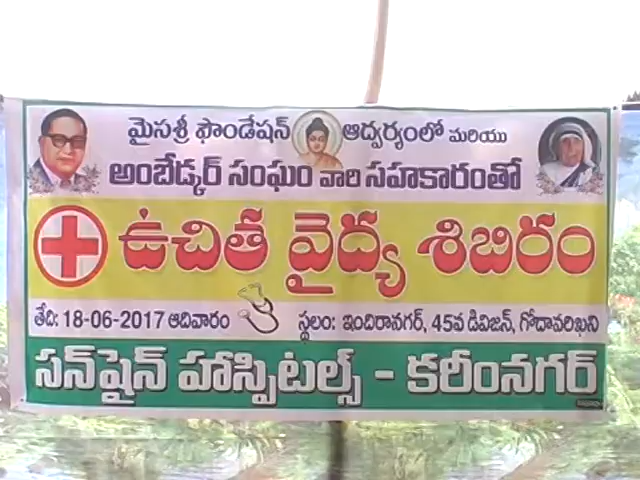 మైసశ్రీ ఫౌండేషన్ ఆధ్వర్యంలో మరియు
అంబేడ్కర్ సంఘం వారి సహకారంతో
ఉచిత వైద్య శిబిరం
తేది: 18-06-2017 ఆదివారం స్థలం: ఇందిరానగర్, 45వ డివిజన్, గోదావరిఖని
సన్‌షైన్ హాస్పిటల్స్ - కరీంనగర్